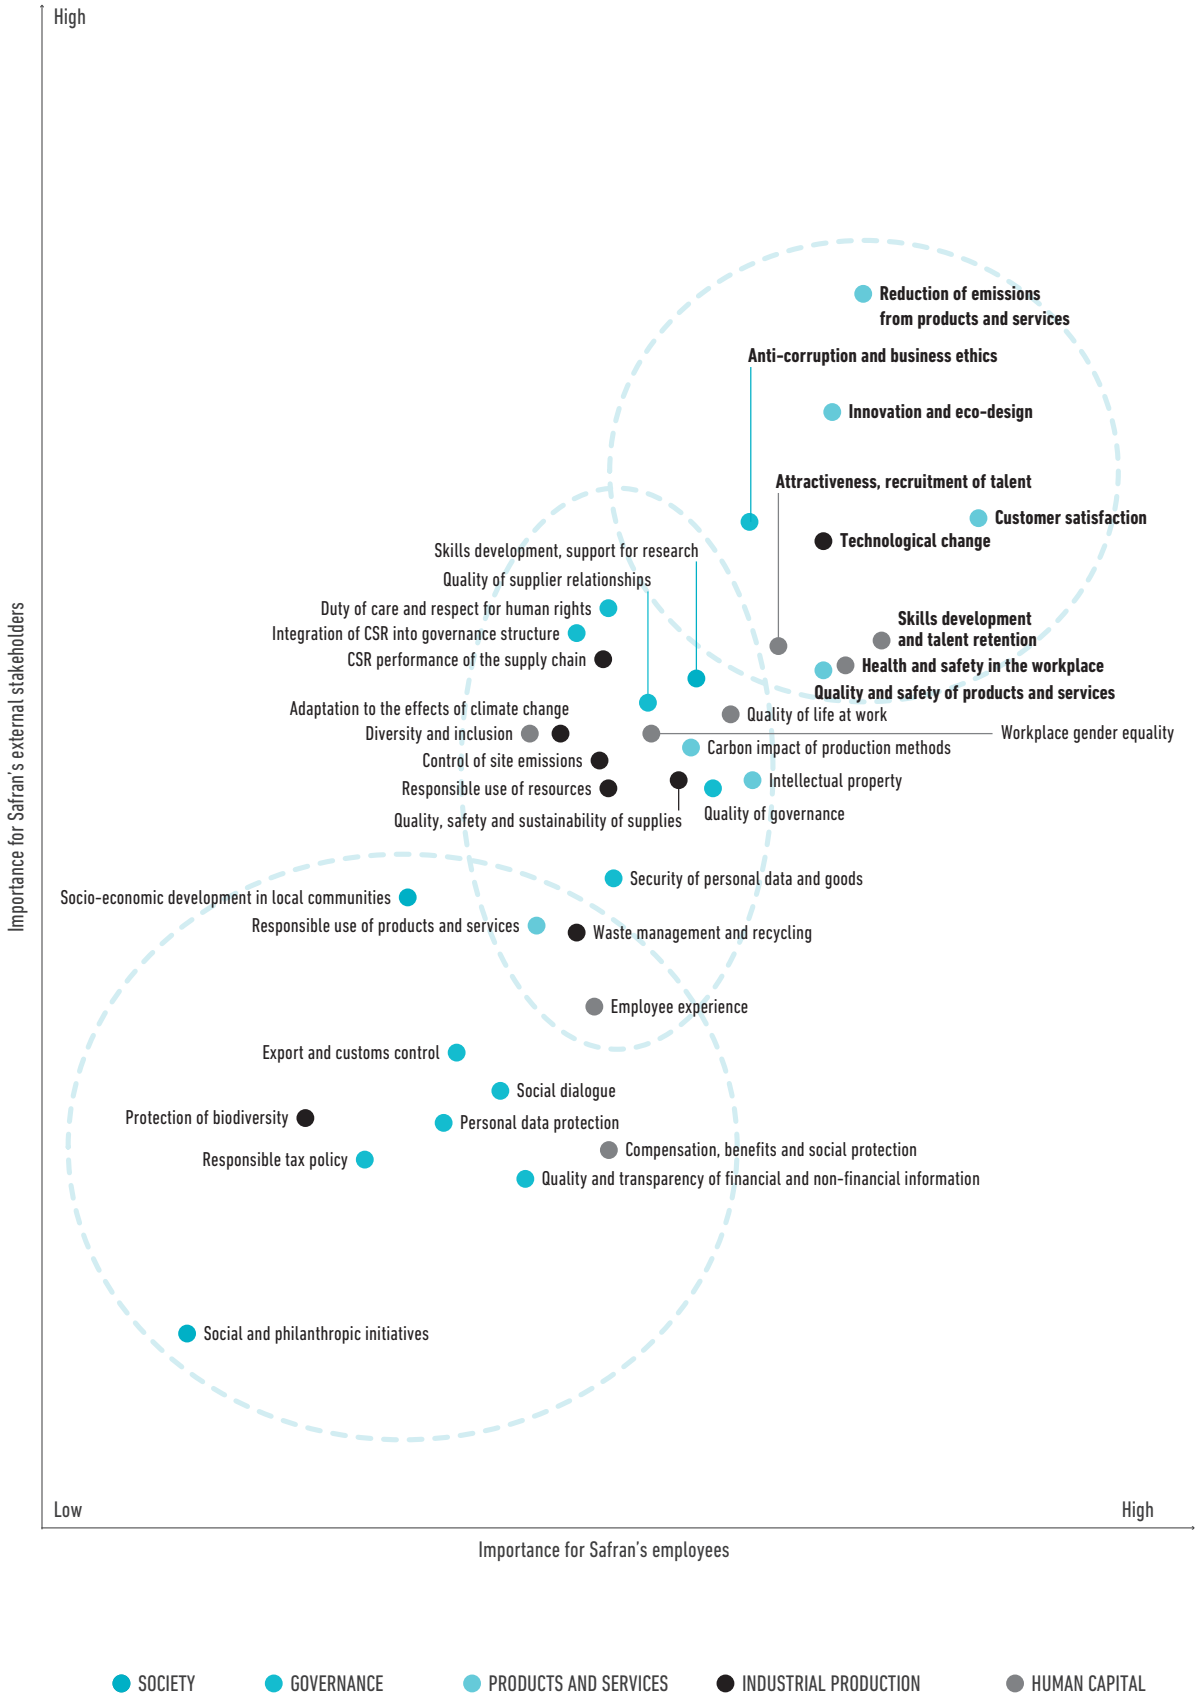 High
Reduction of emissions
from products and services
Anti-corruption and business ethics
Innovation and eco-design
Attractiveness, recruitment of talent
Customer satisfaction
Technological change
Skills development, support for research
Quality of supplier relationships
Duty of care and respect for human rights
Skills development
and talent retention
Integration of CSR into governance structure
CSR performance of the supply chain
Health and safety in the workplace
Quality and safety of products and services
Adaptation to the effects of climate change
Quality of life at work
Diversity and inclusion
Workplace gender equality
Carbon impact of production methods
Control of site emissions
Intellectual property
Responsible use of resources
Quality of governance
Quality, safety and sustainability of supplies
Importance for Safran's external stakeholders
Security of personal data and goods
Socio-economic development in local communities
Responsible use of products and services
Waste management and recycling
Employee experience
Export and customs control
Social dialogue
Protection of biodiversity
Personal data protection
Compensation, benefits and social protection
Responsible tax policy
Quality and transparency of financial and non-financial information
Social and philanthropic initiatives
Low
High
Importance for Safran's employees
SOCIETY
GOVERNANCE
PRODUCTS AND SERVICES
INDUSTRIAL PRODUCTION
HUMAN CAPITAL